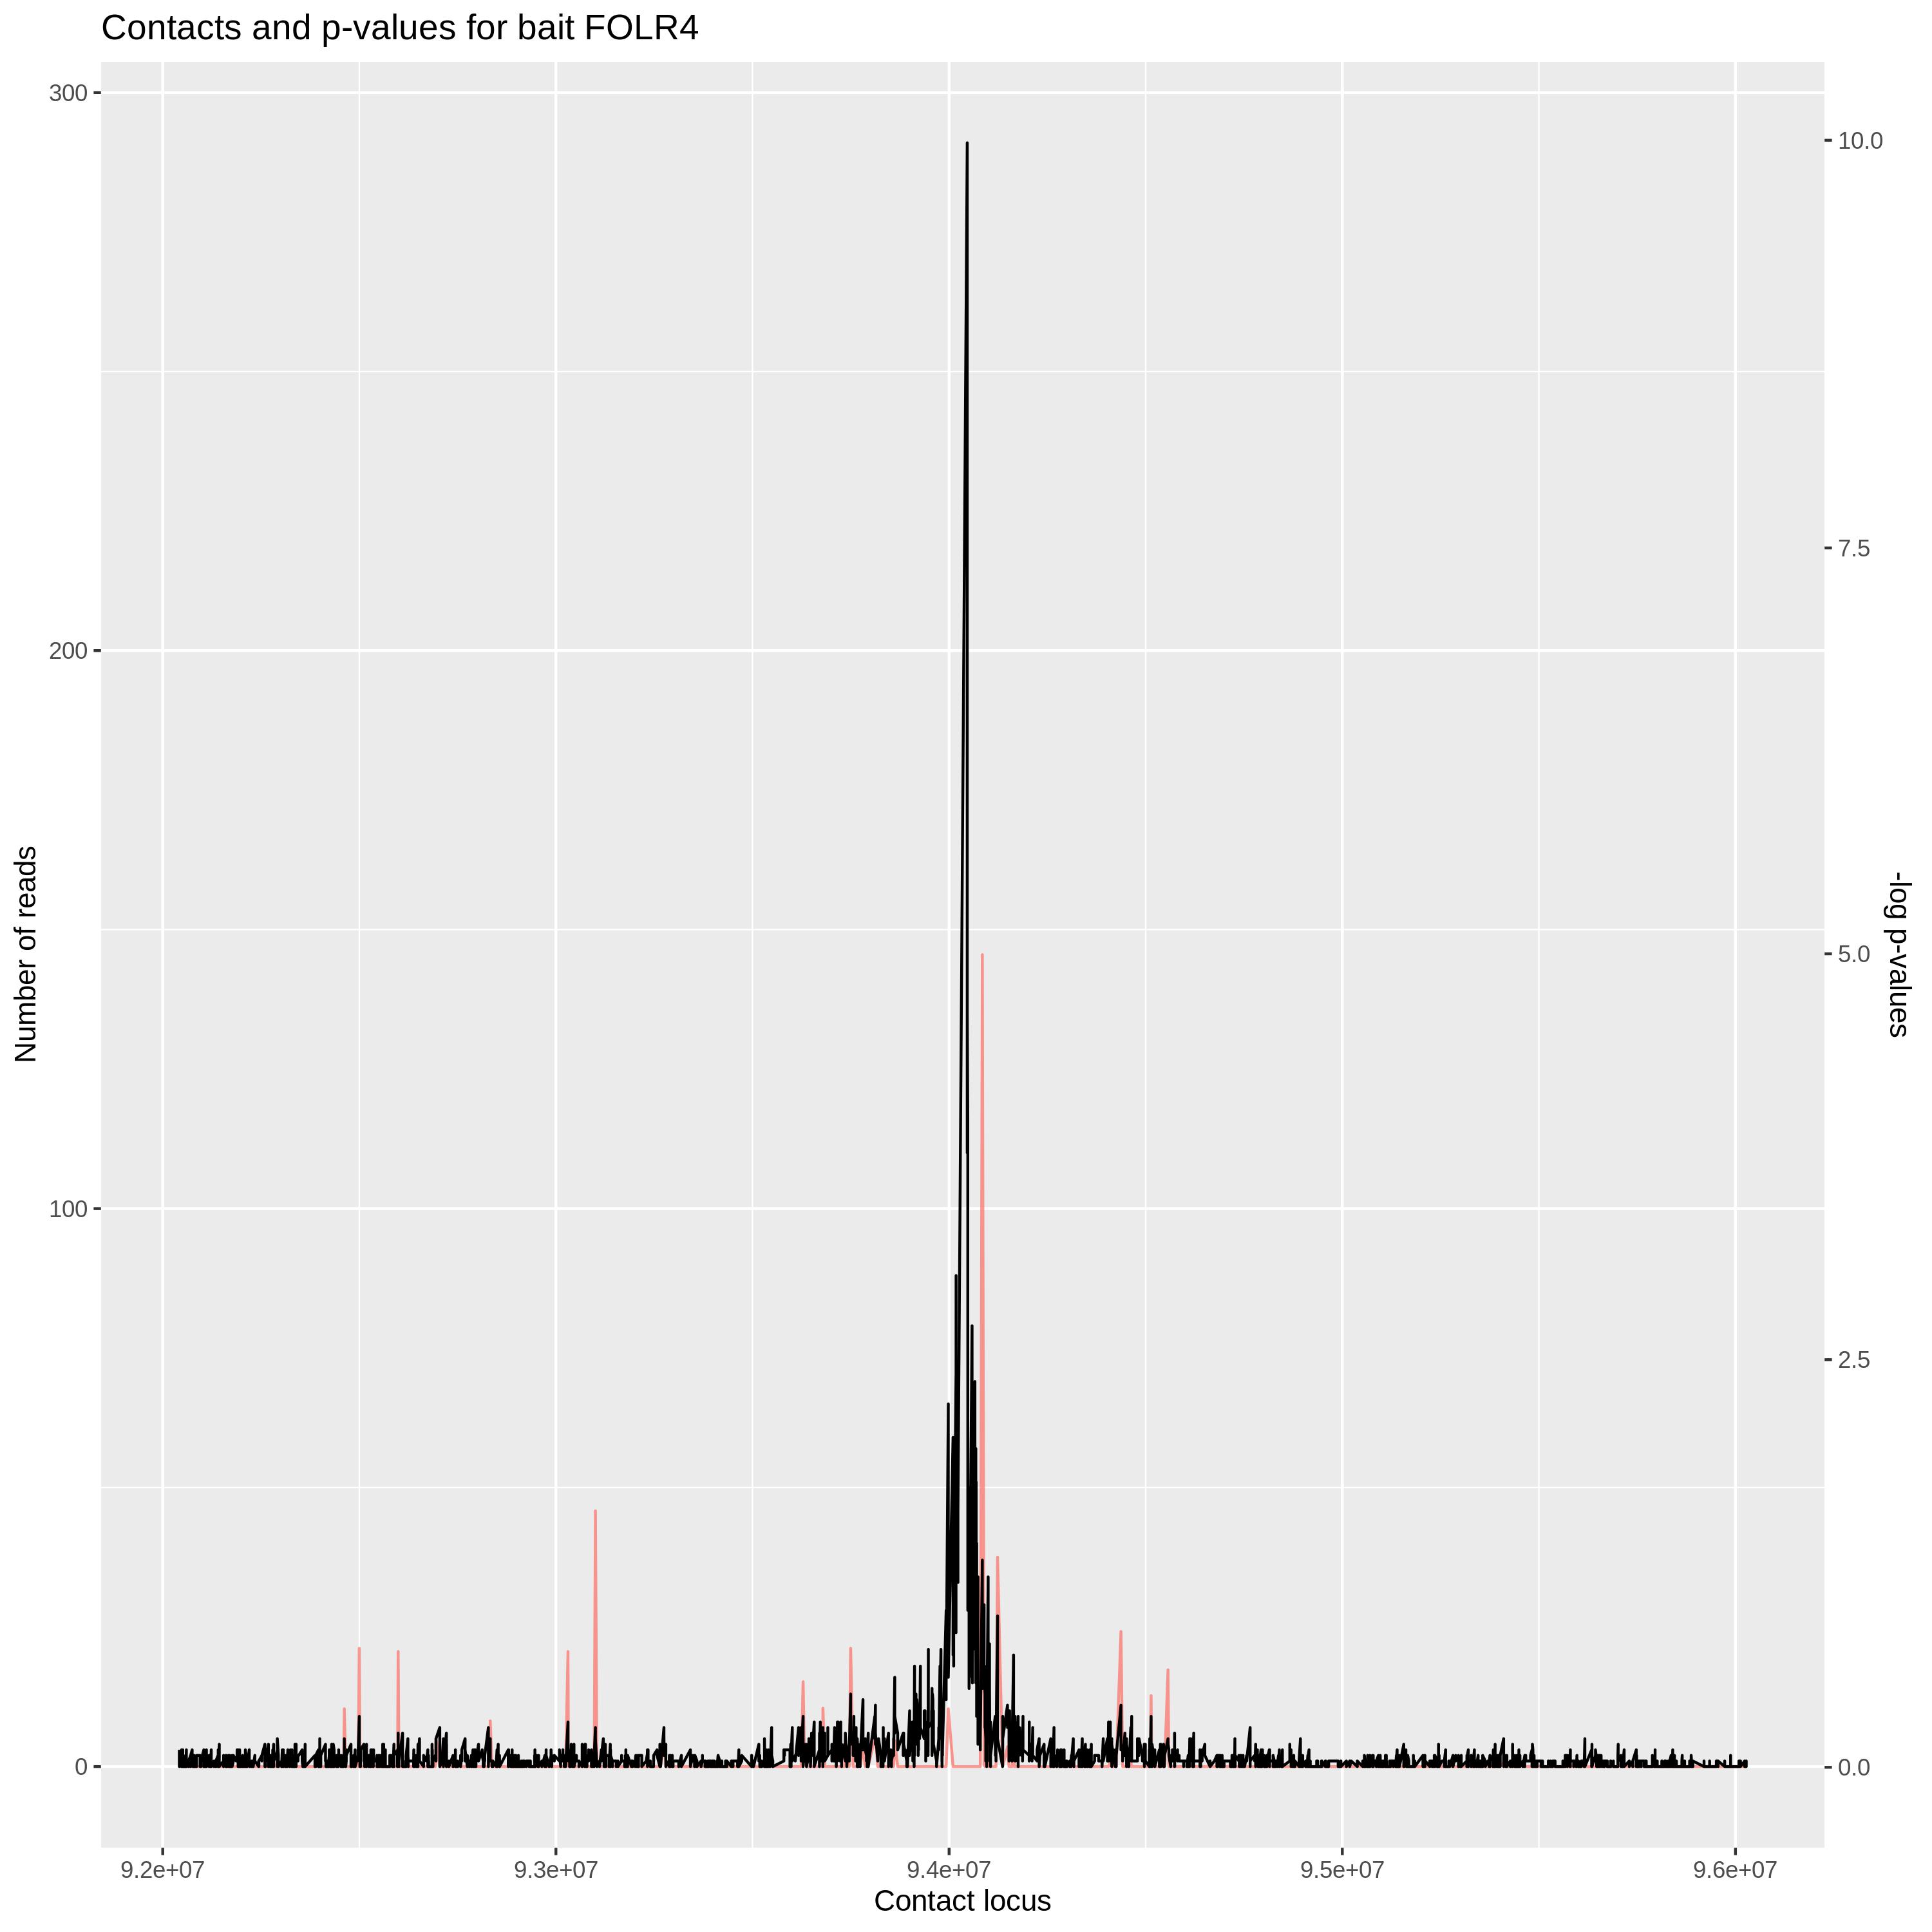 Contacts and p-values for bait FOLR4
300
200
100
0
Number of reads
10.0
7.5
5.0
2.5
0.0
-log p-values
9.2e+07 9.3e+07 9.4e+07 9.5e+07 9.6e+07
Contact locus